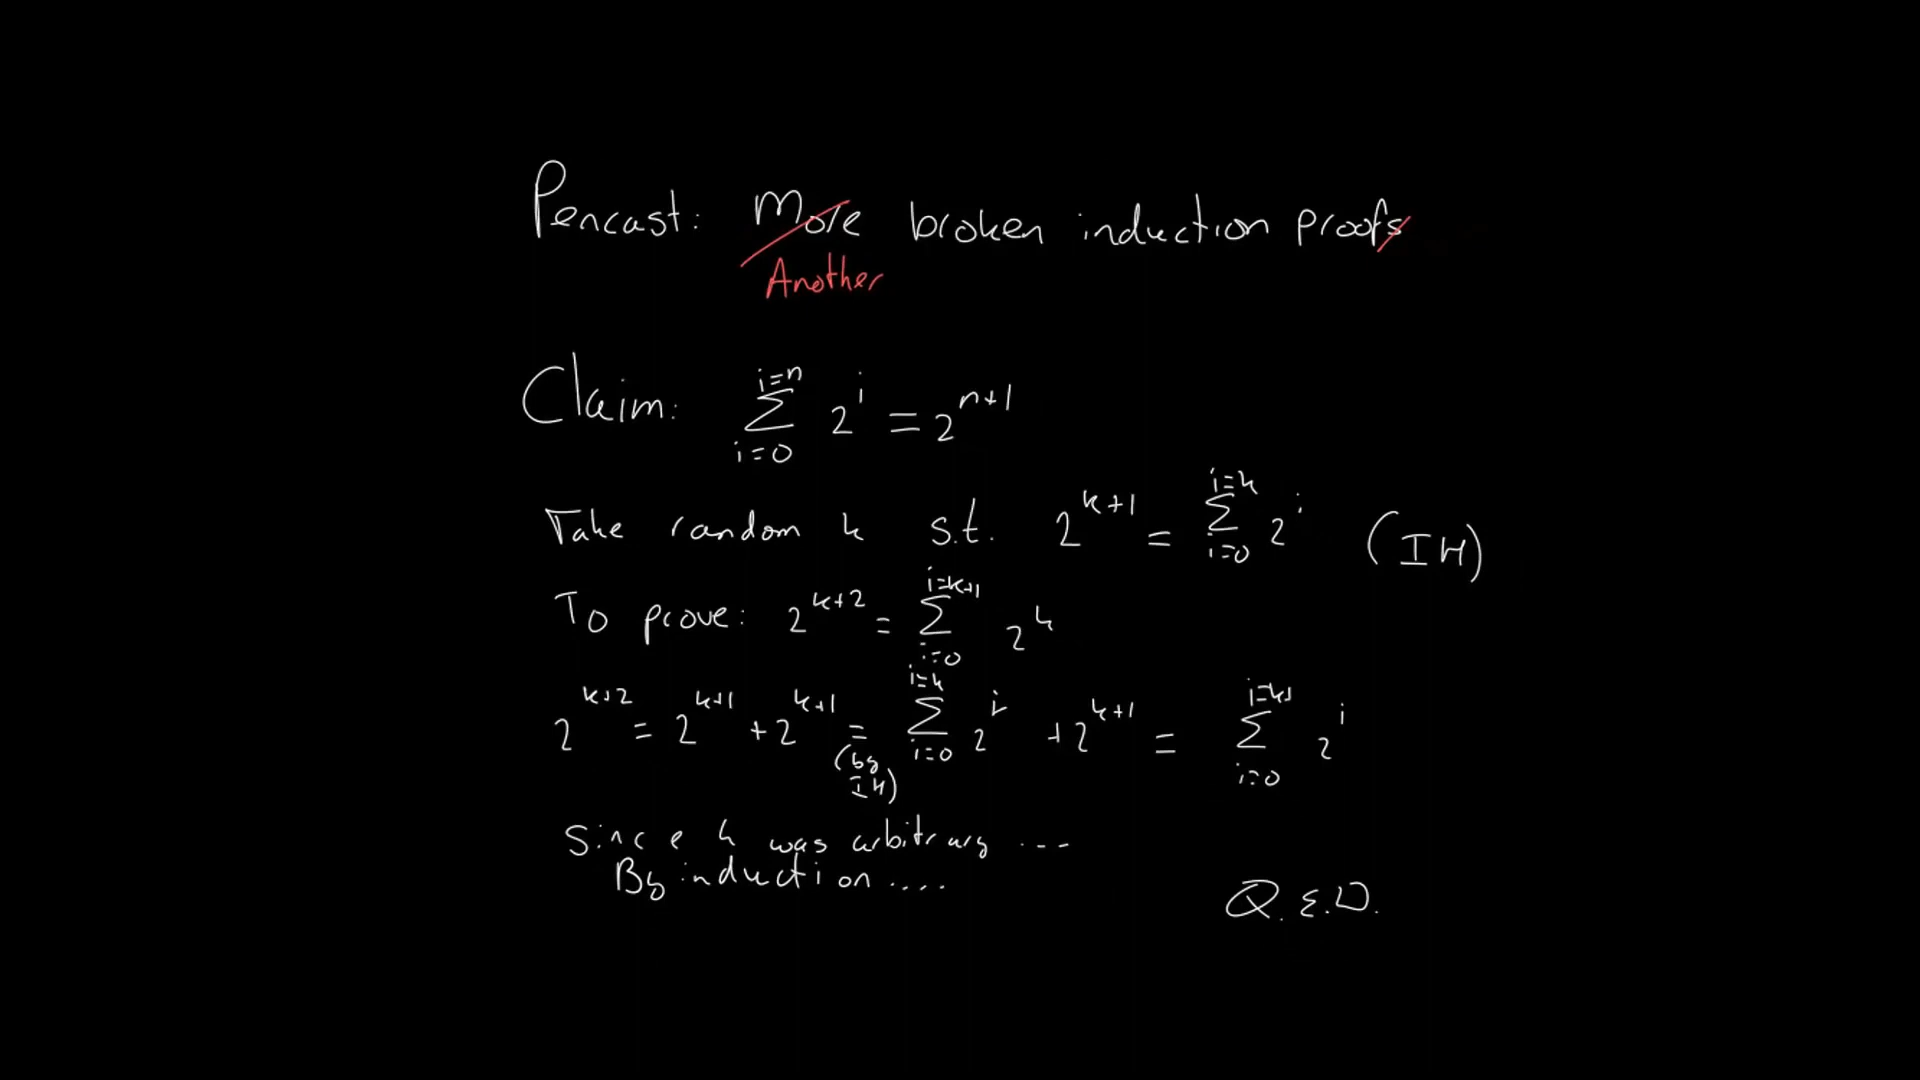 Pencast: More broken induction proofs
Another
Claim: ∑_{i=0}^{i=n} 2^i = 2^{n+1}
Take random k s.t. 2^{k+1} = ∑_{i=0}^{i=k} 2^i (IH)
To prove: 2^{k+2} = ∑_{i=0}^{i=k+1} 2^k
2^{k+2} = 2^{k+1} + 2^{k+1} = (by IH) ∑_{i=0}^{i=k} 2^i + 2^{k+1} = ∑_{i=0}^{i=k+1} 2^i
Since k was arbitrary ...
By induction ....
Q.E.D.